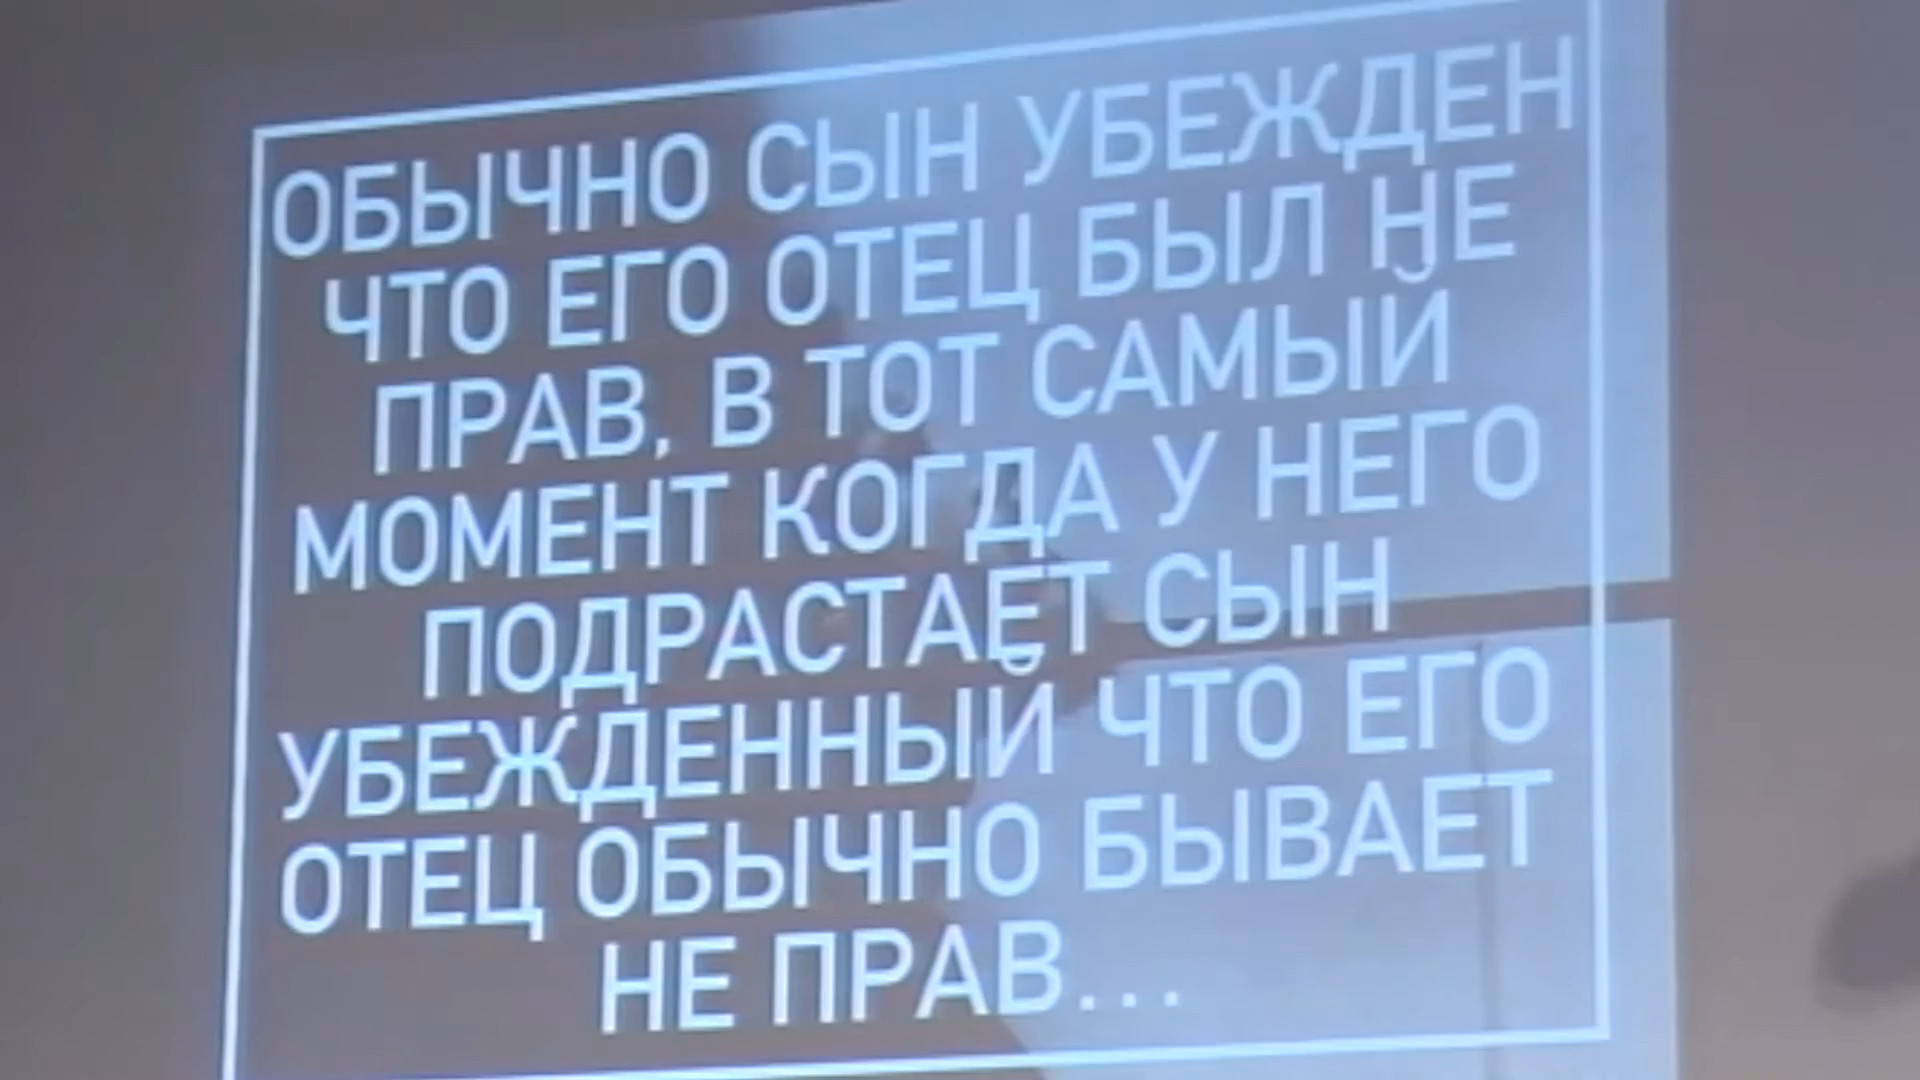 ОБЫЧНО СЫН УБЕЖДЕН
ЧТО ЕГО ОТЕЦ БЫЛ НЕ
ПРАВ, В ТОТ САМЫЙ
МОМЕНТ КОГДА У НЕГО
ПОДРАСТАЕТ СЫН
УБЕЖДЕННЫЙ ЧТО ЕГО
ОТЕЦ ОБЫЧНО БЫВАЕТ
НЕ ПРАВ...